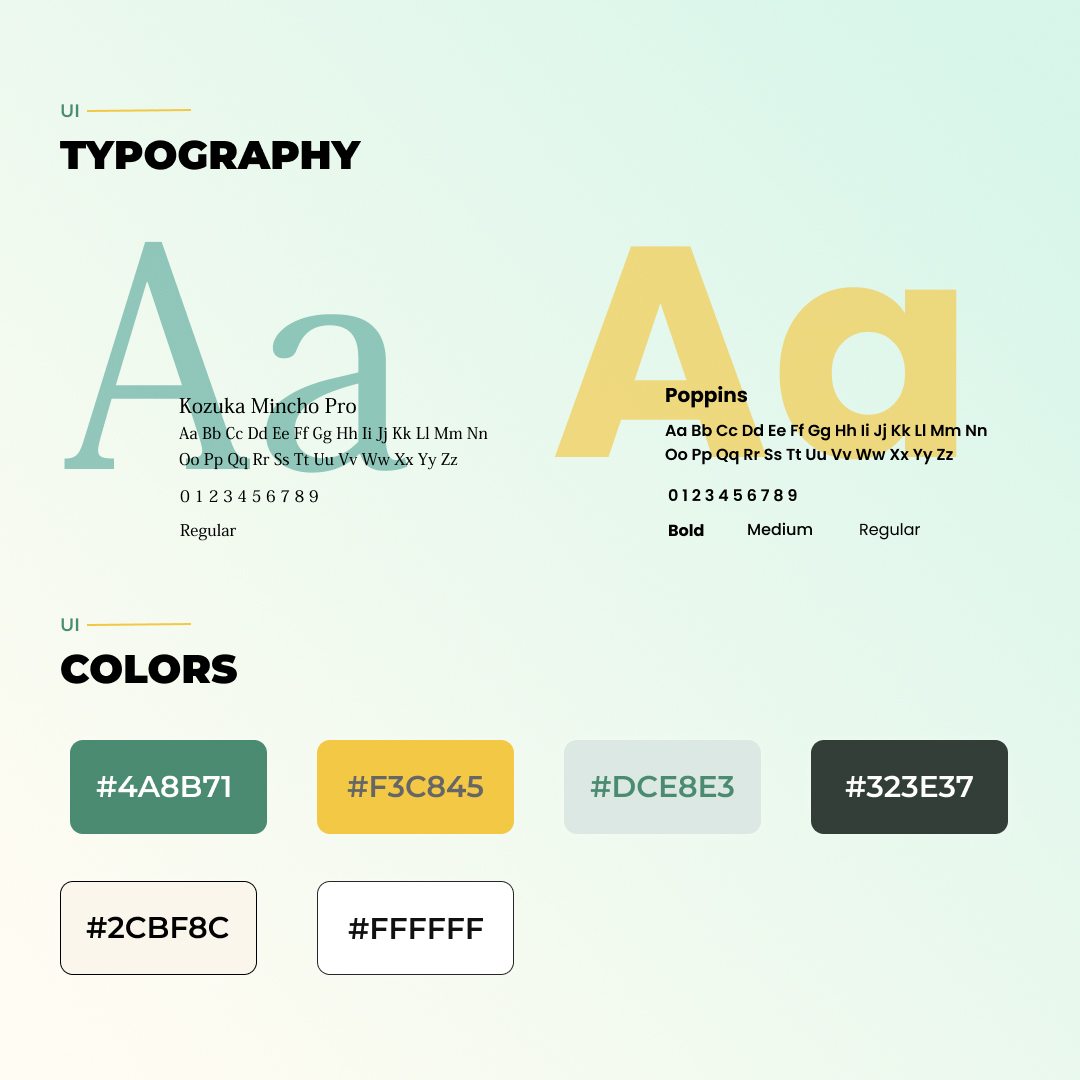 UI
TYPOGRAPHY
Aa
Kozuka Mincho Pro
Aa Bb Cc Dd Ee Ff Gg Hh Ii Jj Kk Ll Mm Nn
Oo Pp Qq Rr Ss Tt Uu Vv Ww Xx Yy Zz
0 1 2 3 4 5 6 7 8 9
Regular
Aa
Poppins
Aa Bb Cc Dd Ee Ff Gg Hh Ii Jj Kk Ll Mm Nn
Oo Pp Qq Rr Ss Tt Uu Vv Ww Xx Yy Zz
0 1 2 3 4 5 6 7 8 9
Bold Medium Regular
UI
COLORS
#4A8B71 #F3C845 #DCE8E3 #323E37
#2CBF8C #FFFFFF